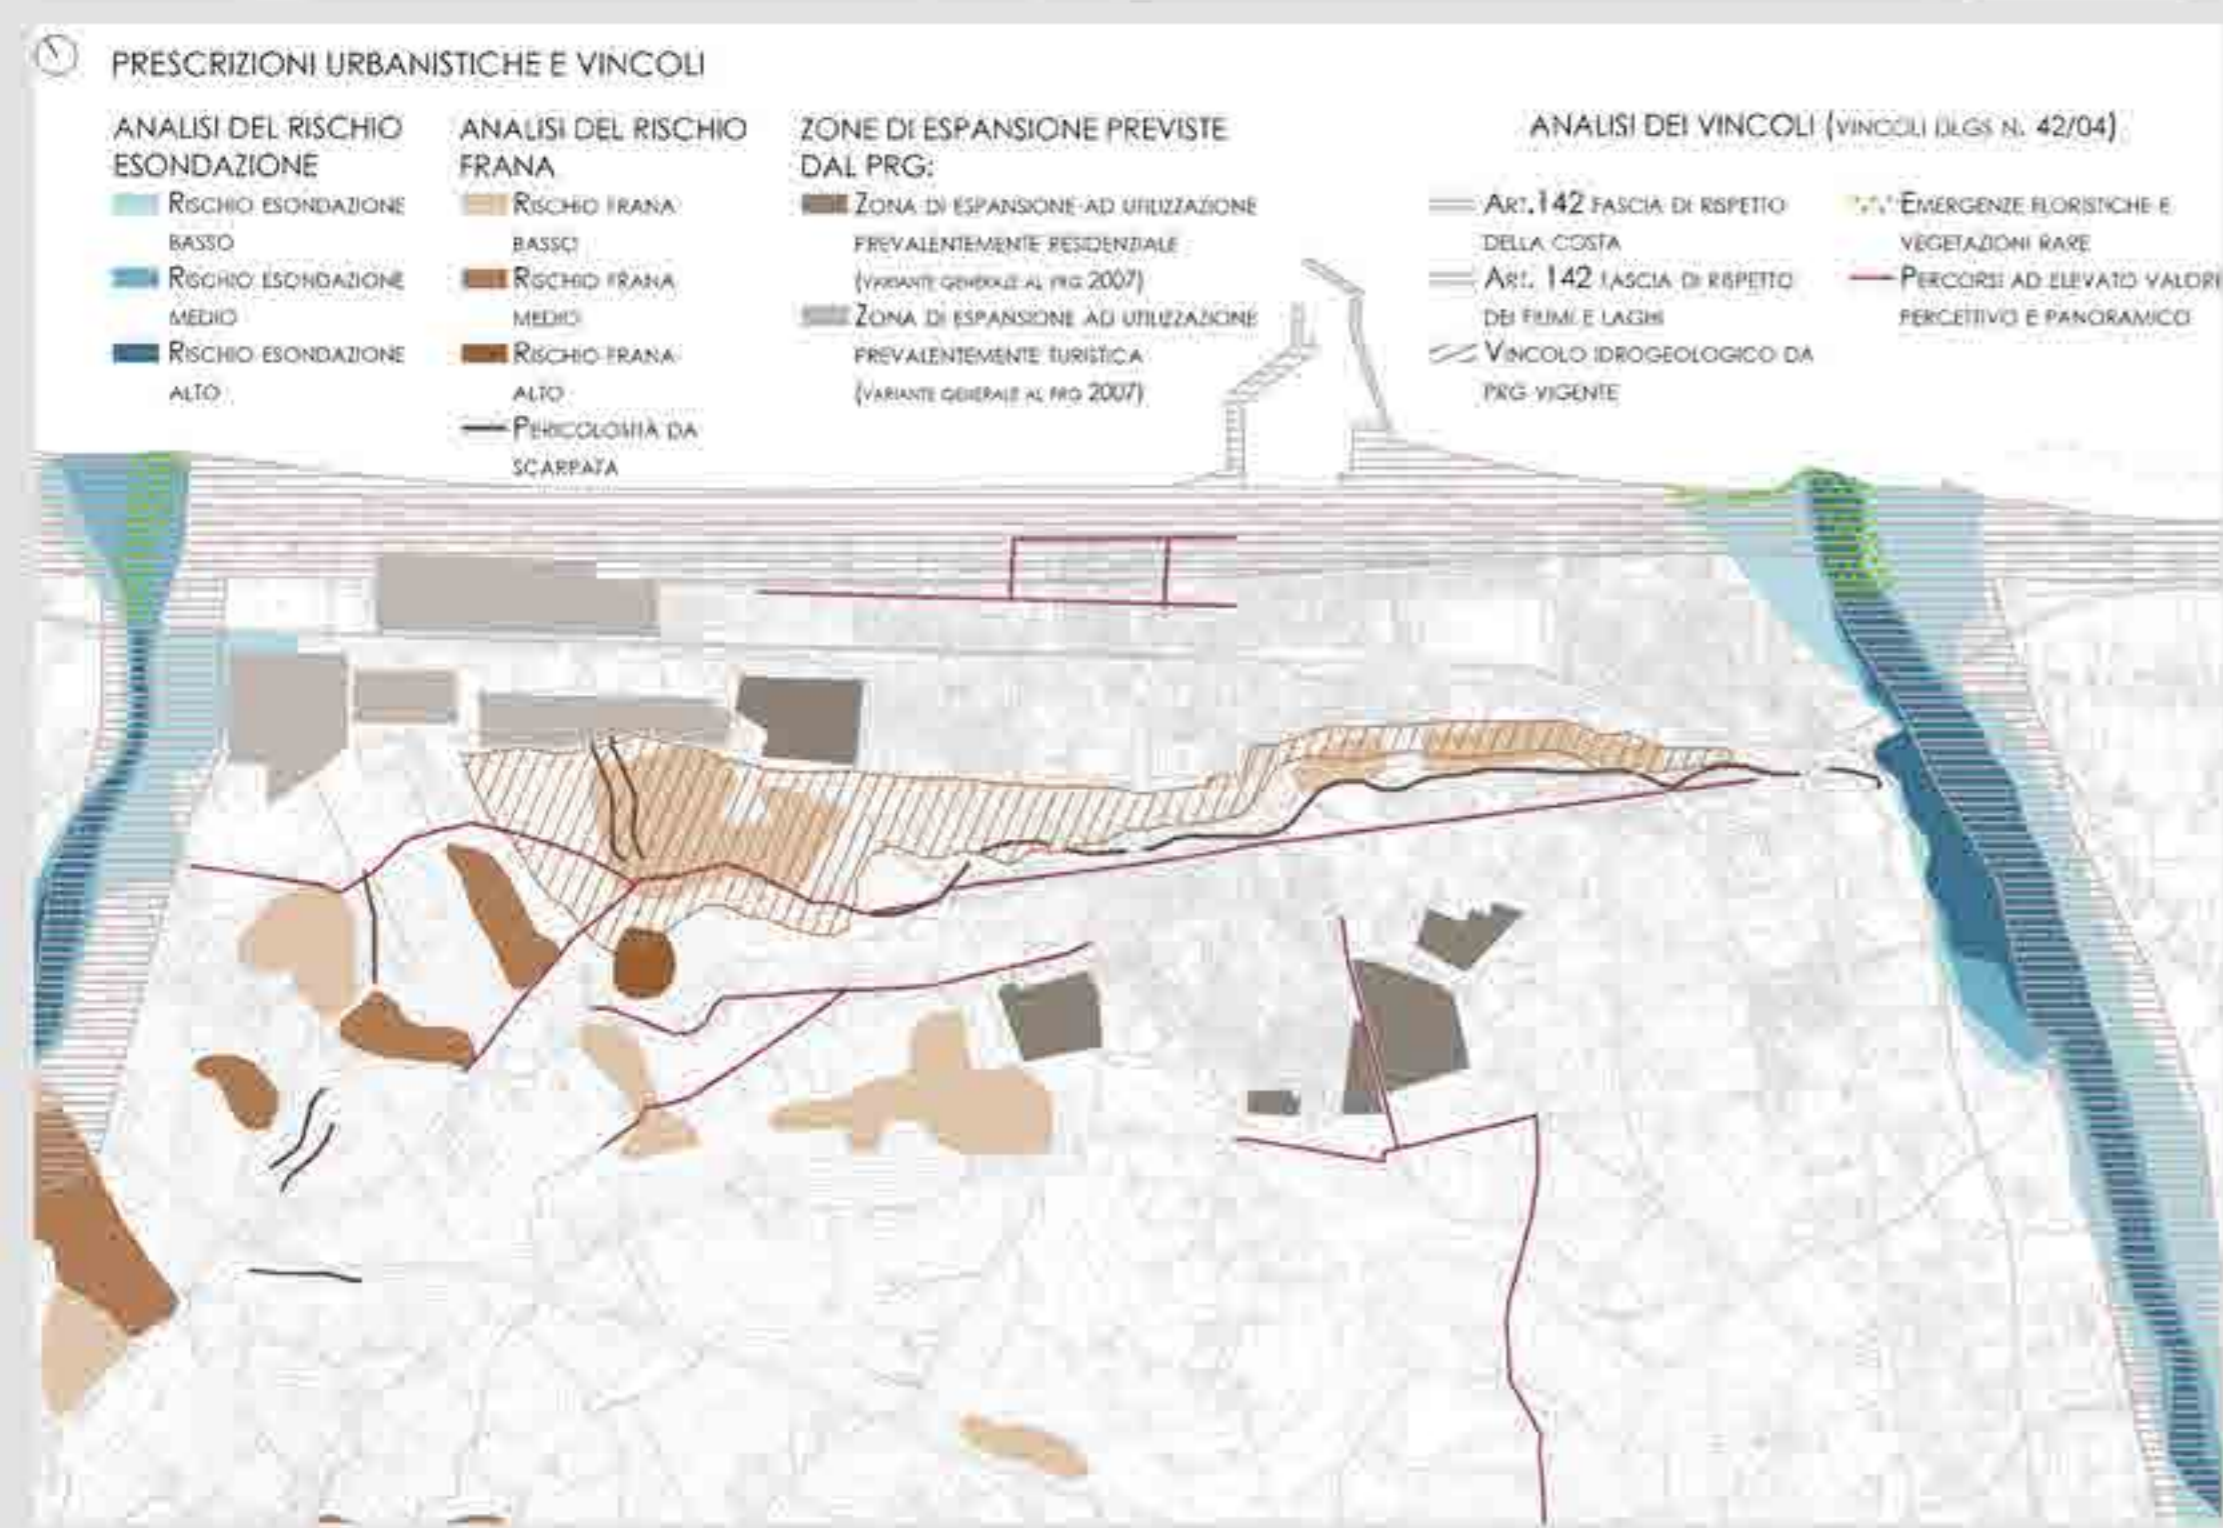 PRESCRIZIONI URBANISTICHE E VINCOLI
ANALISI DEL RISCHIO
ESONDAZIONE
RISCHIO ESONDAZIONE
BASSO
RISCHIO ESONDAZIONE
MEDIO
RISCHIO ESONDAZIONE
ALTO
ANALISI DEL RISCHIO
FRANA
RISCHIO FRANA
BASSO
RISCHIO FRANA
MEDIO
RISCHIO FRANA
ALTO
PERICOLOSITÀ DA
SCARPATA
ZONE DI ESPANSIONE PREVISTE
DAL PRG:
ZONA DI ESPANSIONE AD UTILIZZAZIONE
PREVALENTEMENTE RESIDENZIALE
(VARIANTE GENERALE AL PRG 2007)
ZONA DI ESPANSIONE AD UTILIZZAZIONE
PREVALENTEMENTE TURISTICA
(VARIANTE GENERALE AL PRG 2007)
ANALISI DEI VINCOLI (VINCOLI DLGS N. 42/04)
ART.142 FASCIA DI RISPETTO
DELLA COSTA
ART. 142 FASCIA DI RISPETTO
DEI FIUMI E LAGHI
VINCOLO IDROGEOLOGICO DA
PRG VIGENTE
EMERGENZE FLORISTICHE E
VEGETAZIONI RARE
PERCORSI AD ELEVATO VALORE
PERCETTIVO E PANORAMICO